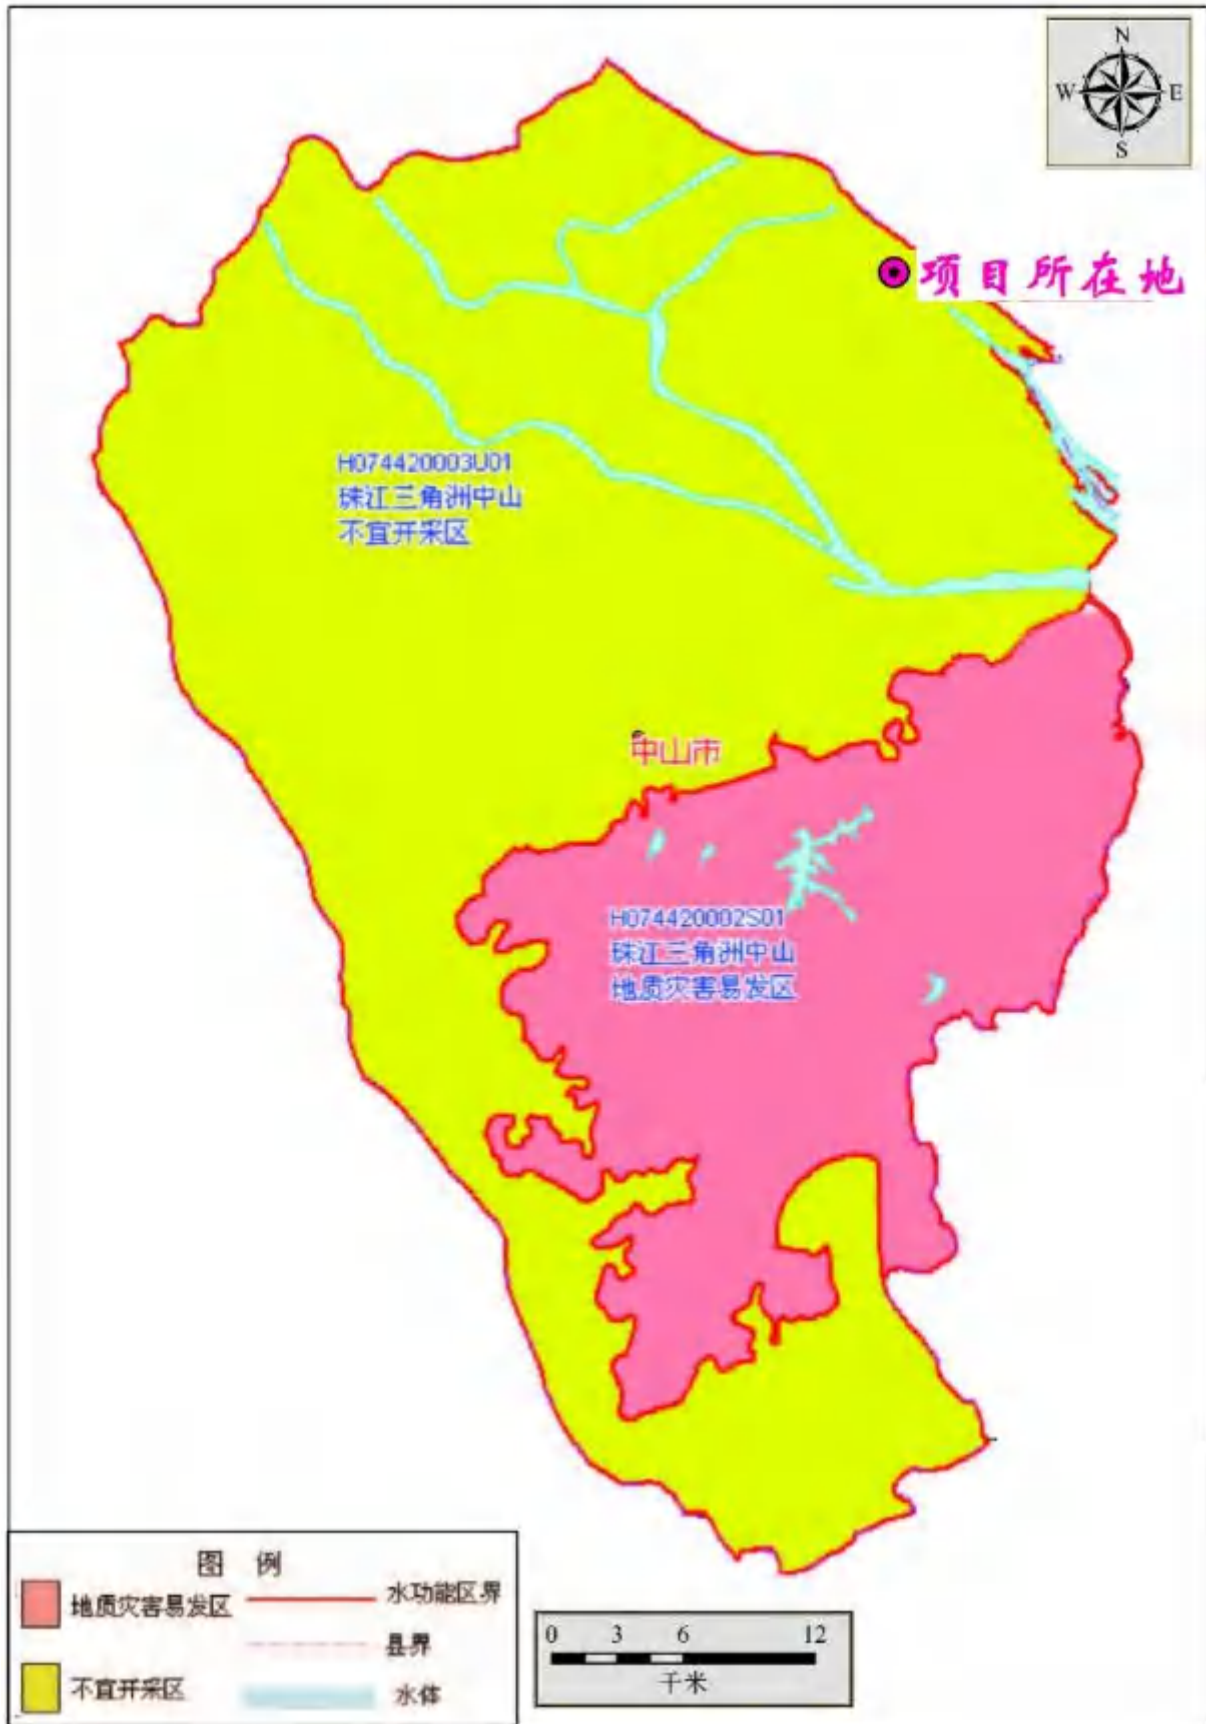 N
W
E
S
项目所在地
H074420003U01
珠江三角洲中山
不宜开采区
中山市
H074420002S01
珠江三角洲中山
地质灾害易发区
图 例
地质灾害易发区
水功能区界
县界
不宜开采区
水体
0 3 6 12
千米